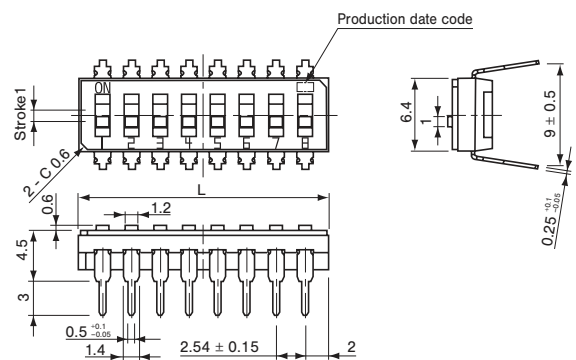 Production date code
ON
1 2 3 4 5 6 7 8
Stroke1
2 - C 0.6
6.4
1
9 ± 0.5
0.25 +0.1 -0.05
L
0.6
1.2
4.5
3
0.5 +0.1 -0.05
1.4
2.54 ± 0.15
2